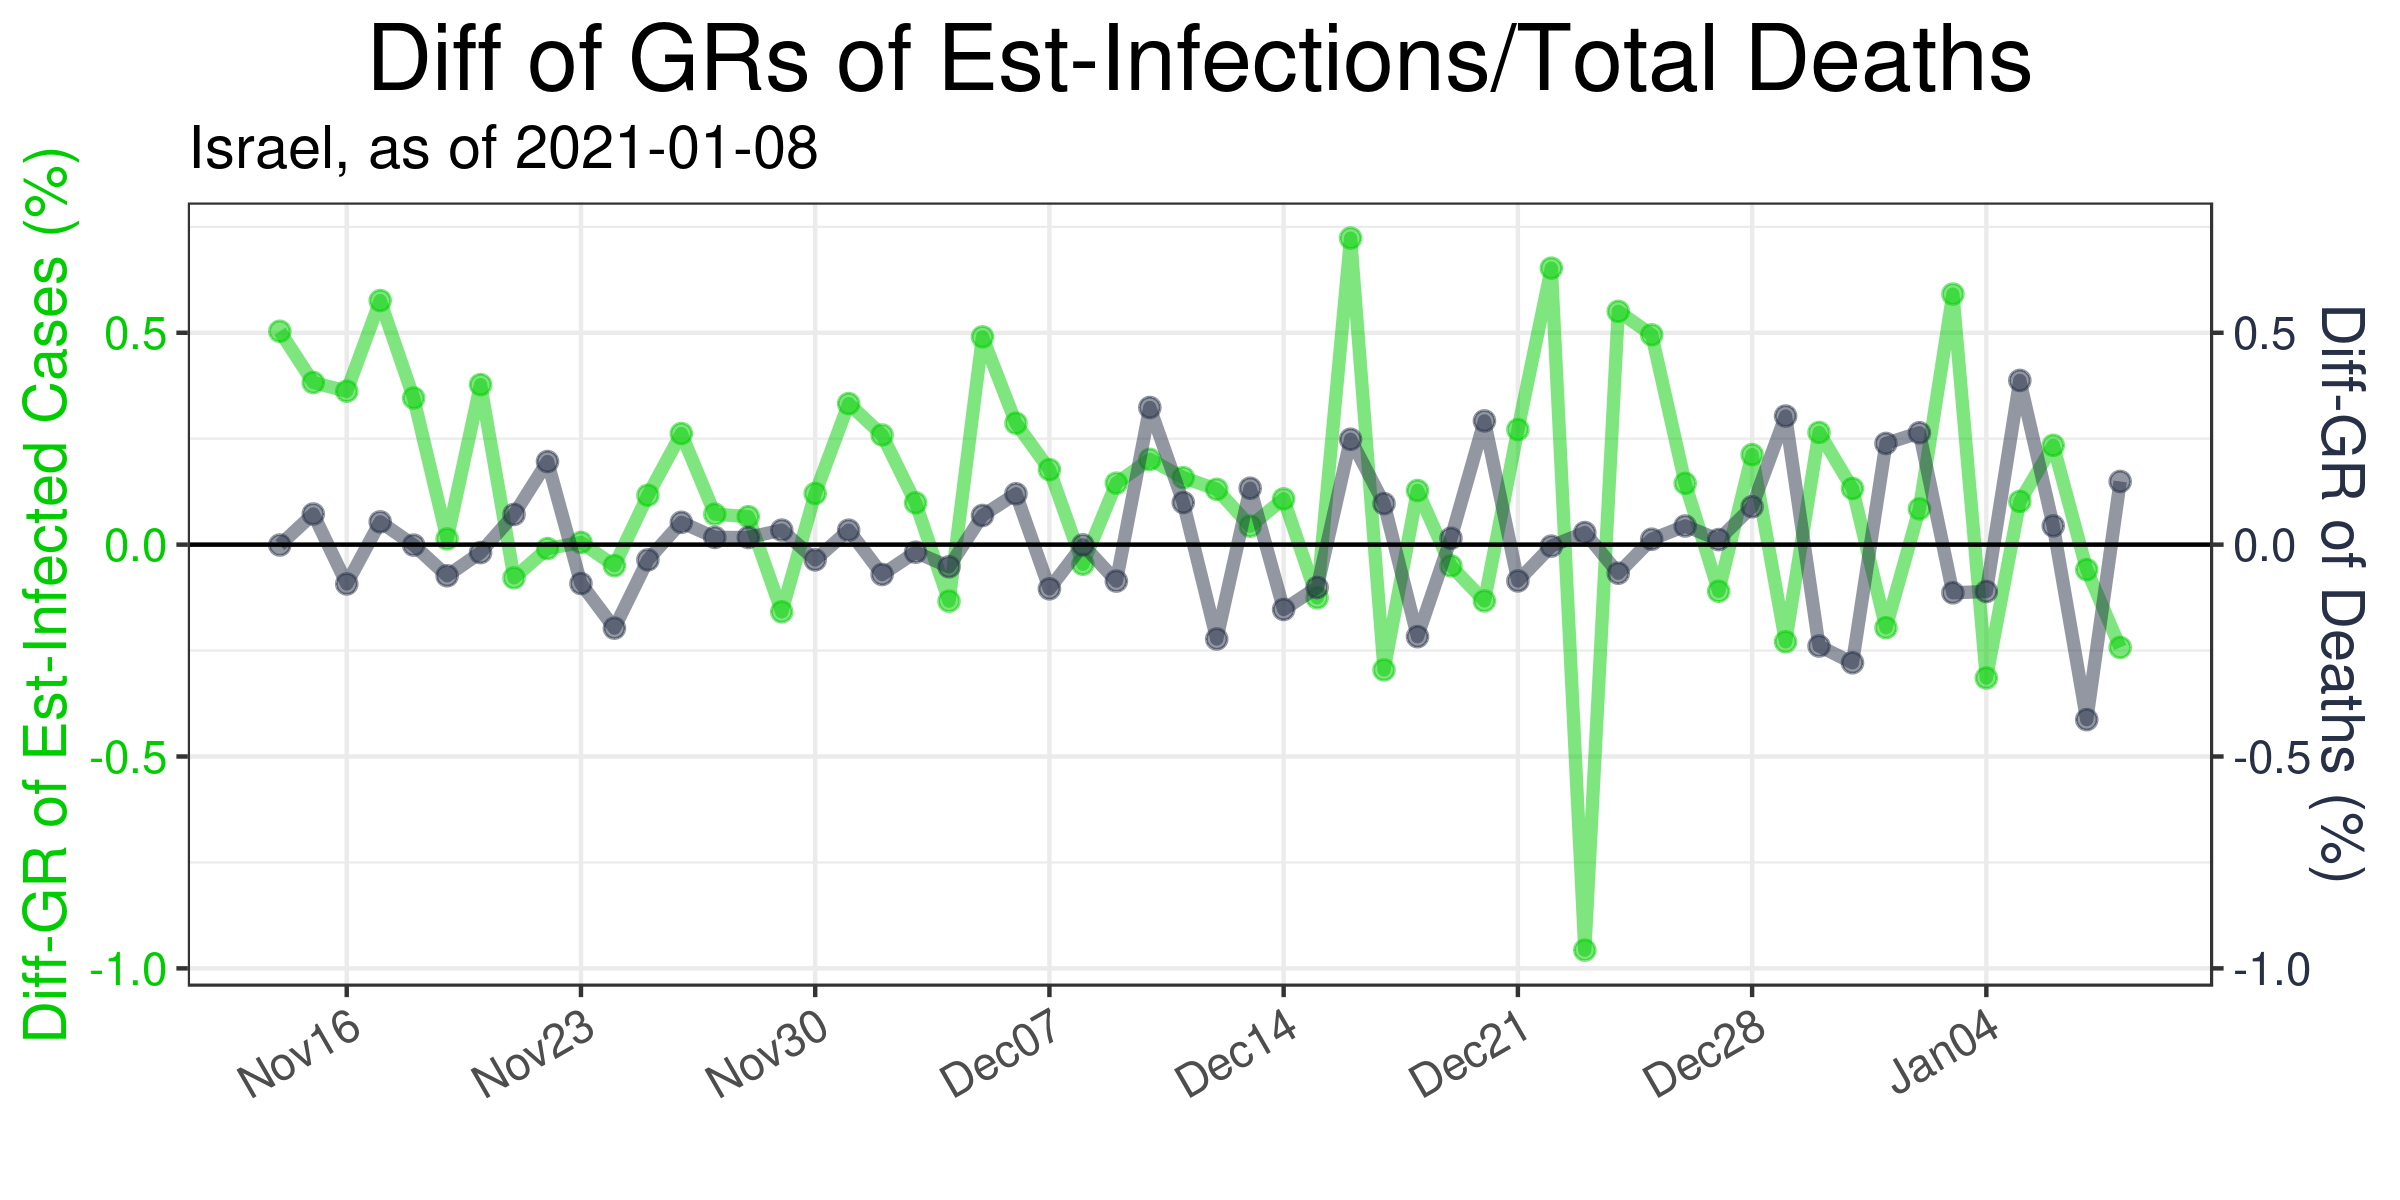 Diff of GRs of Est-Infections/Total Deaths
Israel, as of 2021-01-08
Diff-GR of Est-Infected Cases (%)
0.5
0.0
-0.5
-1.0
0.5
0.0
-0.5
-1.0
Diff-GR of Deaths (%)
Nov16
Nov23
Nov30
Dec07
Dec14
Dec21
Dec28
Jan04